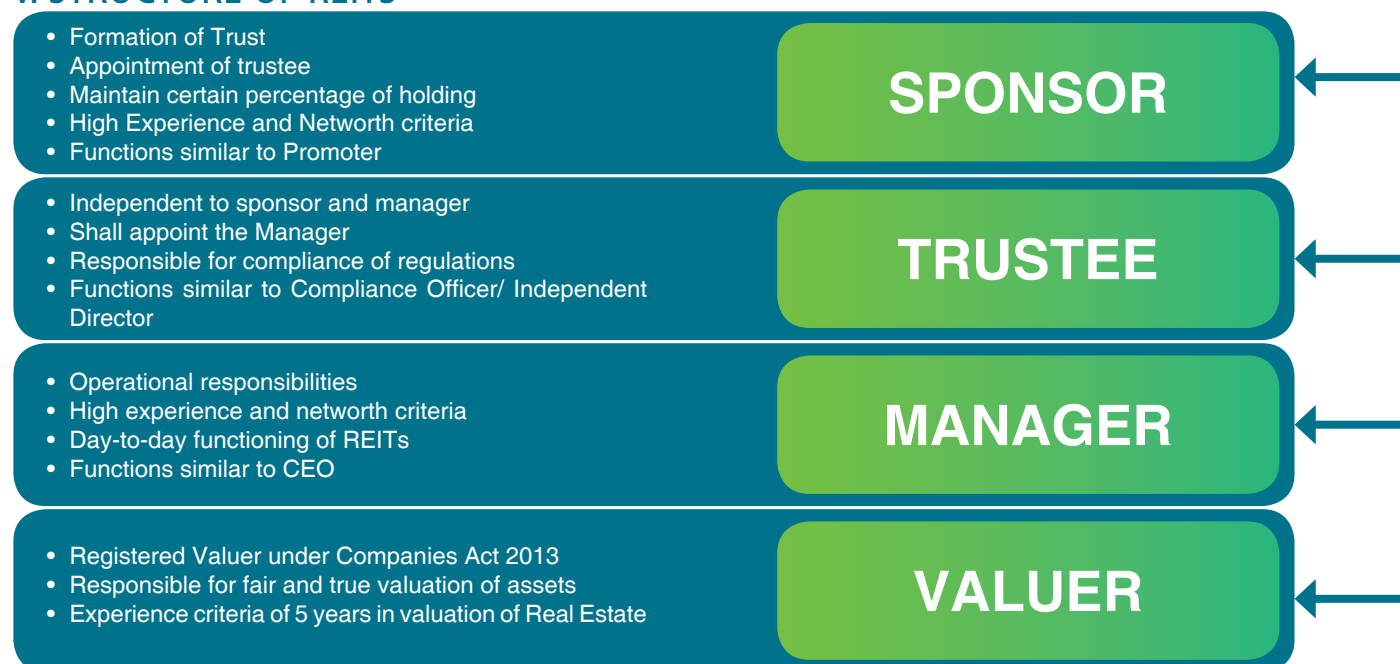 STRUCTURE OF REITS
• Formation of Trust
• Appointment of trustee
• Maintain certain percentage of holding
• High Experience and Networth criteria
• Functions similar to Promoter
SPONSOR
• Independent to sponsor and manager
• Shall appoint the Manager
• Responsible for compliance of regulations
• Functions similar to Compliance Officer/ Independent
Director
TRUSTEE
• Operational responsibilities
• High experience and networth criteria
• Day-to-day functioning of REITs
• Functions similar to CEO
MANAGER
• Registered Valuer under Companies Act 2013
• Responsible for fair and true valuation of assets
• Experience criteria of 5 years in valuation of Real Estate
VALUER